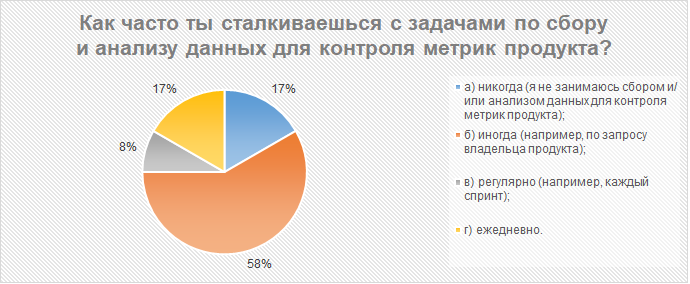 Как часто ты сталкиваешься с задачами по сбору
и анализу данных для контроля метрик продукта?
17%
17%
8%
58%
а) никогда (я не занимаюсь сбором и/
или анализом данных для контроля
метрик продукта);
б) иногда (например, по запросу
владельца продукта);
в) регулярно (например, каждый
спринт);
г) ежедневно.